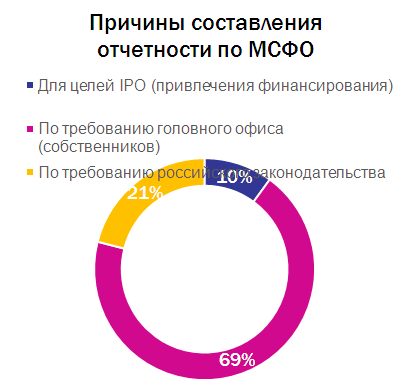 Причины составления
отчетности по МСФО
Для целей IPO (привлечения финансирования)
По требованию головного офиса
(собственников)
По требованию российского законодательства
21%
10%
69%